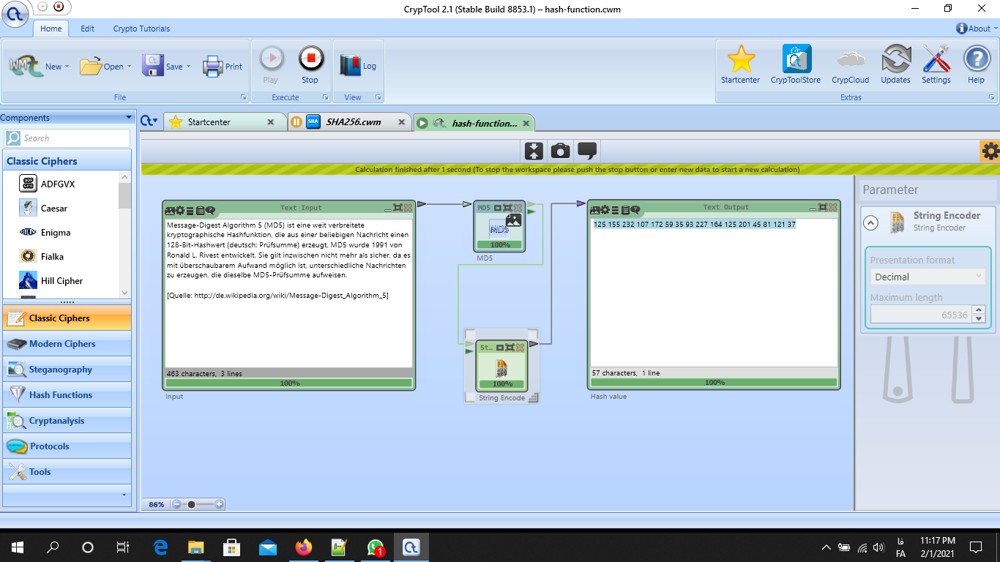 CrypTool 2.1 (Stable Build 8853.1) – hash-function.cwm
Home Edit Crypto Tutorials About
New Open Save Print Play Stop Log Startcenter CrypToolStore CrypCloud Updates Settings Help
File Execute View Extras
Components
Startcenter SHA SHA256.cwm hash-function...
Search
Classic Ciphers
ADFGVX
Caesar
Enigma
Fialka
Hill Cipher
Classic Ciphers
Modern Ciphers
Steganography
Hash Functions
Cryptanalysis
Protocols
Tools
Calculation finished after 1 second (To stop the workspace please push the stop button or enter new data to start a new calculation)
Text Input
Message-Digest Algorithm 5 (MD5) ist eine weit verbreitete
kryptographische Hashfunktion, die aus einer beliebigen Nachricht einen
128-Bit-Hashwert (deutsch: Prüfsumme) erzeugt. MD5 wurde 1991 von
Ronald L. Rivest entwickelt. Sie gilt inzwischen nicht mehr als sicher, da es
mit überschaubarem Aufwand möglich ist, unterschiedliche Nachrichten
zu erzeugen, die dieselbe MD5-Prüfsumme aufweisen.
[Quelle: http://de.wikipedia.org/wiki/Message-Digest_Algorithm_5]
463 characters, 3 lines
100%
Input
MD5
MD5
100%
MD5
St...
100%
String Encode
Text Output
125 155 232 107 172 59 35 93 227 164 125 201 45 81 121 37
57 characters, 1 line
100%
Hash value
Parameter
String Encoder
String Encoder
Presentation format
Decimal
Maximum length
65536
86%
1
فا
FA
11:17 PM
2/1/2021